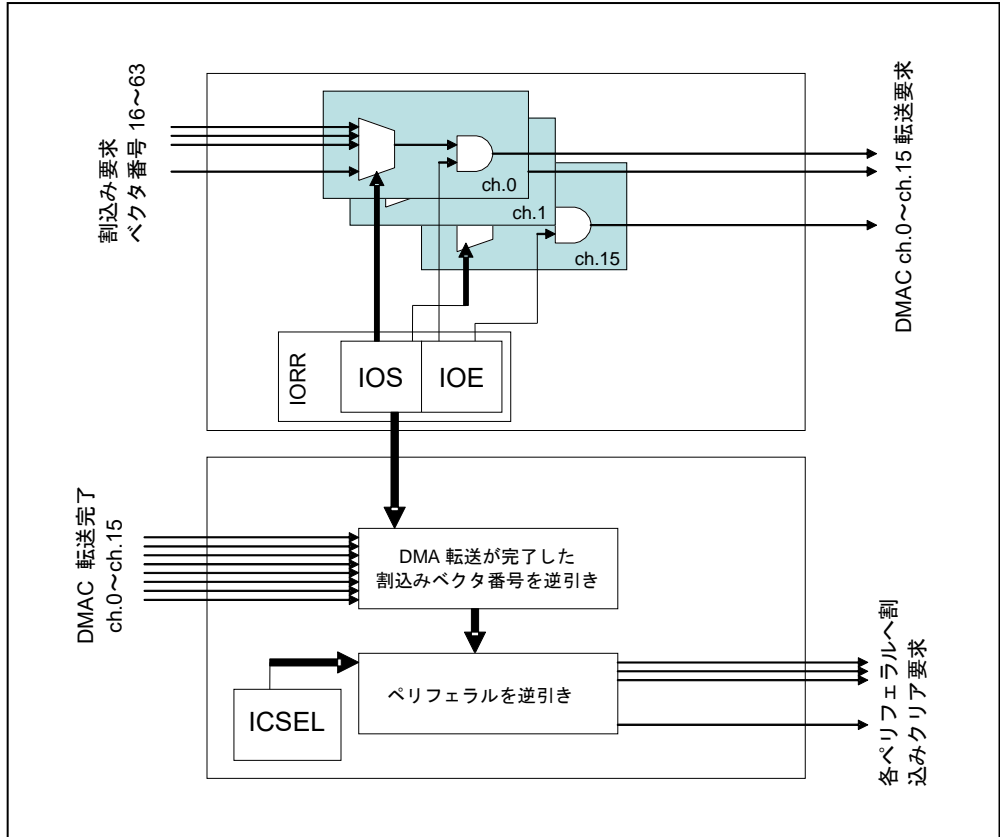 割込み要求
ベクタ番号 16～63
ch.0
ch.1
ch.15
DMAC ch.0～ch.15 転送要求
IORR
IOS
IOE
DMAC 転送完了
ch.0～ch.15
DMA 転送が完了した
割込みベクタ番号を逆引き
ペリフェラルを逆引き
ICSEL
各ペリフェラルへ割
込みクリア要求